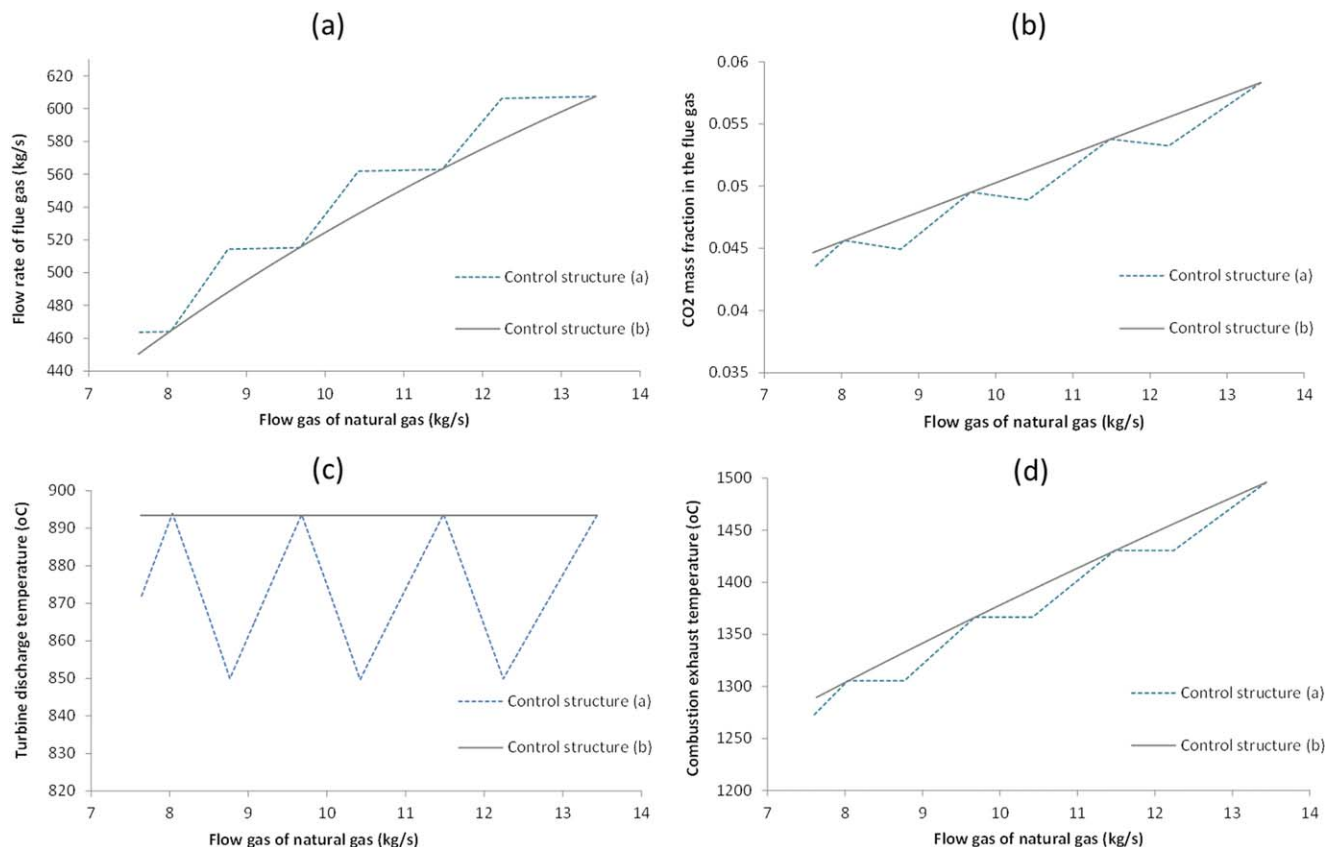 (a)
Flow rate of flue gas (kg/s)
620
600
580
560
540
520
500
480
460
440
7 8 9 10 11 12 13 14
Flow gas of natural gas (kg/s)
Control structure (a)
Control structure (b)
(b)
CO2 mass fraction in the flue gas
0.06
0.055
0.05
0.045
0.04
0.035
7 8 9 10 11 12 13 14
Flow gas of natural gas (kg/s)
Control structure (a)
Control structure (b)
(c)
Turbine discharge temperature (oC)
900
890
880
870
860
850
840
830
820
7 8 9 10 11 12 13 14
Flow gas of natural gas (kg/s)
Control structure (a)
Control structure (b)
(d)
Combustion exhaust temperature (oC)
1500
1450
1400
1350
1300
1250
1200
7 8 9 10 11 12 13 14
Flow gas of natural gas (kg/s)
Control structure (a)
Control structure (b)